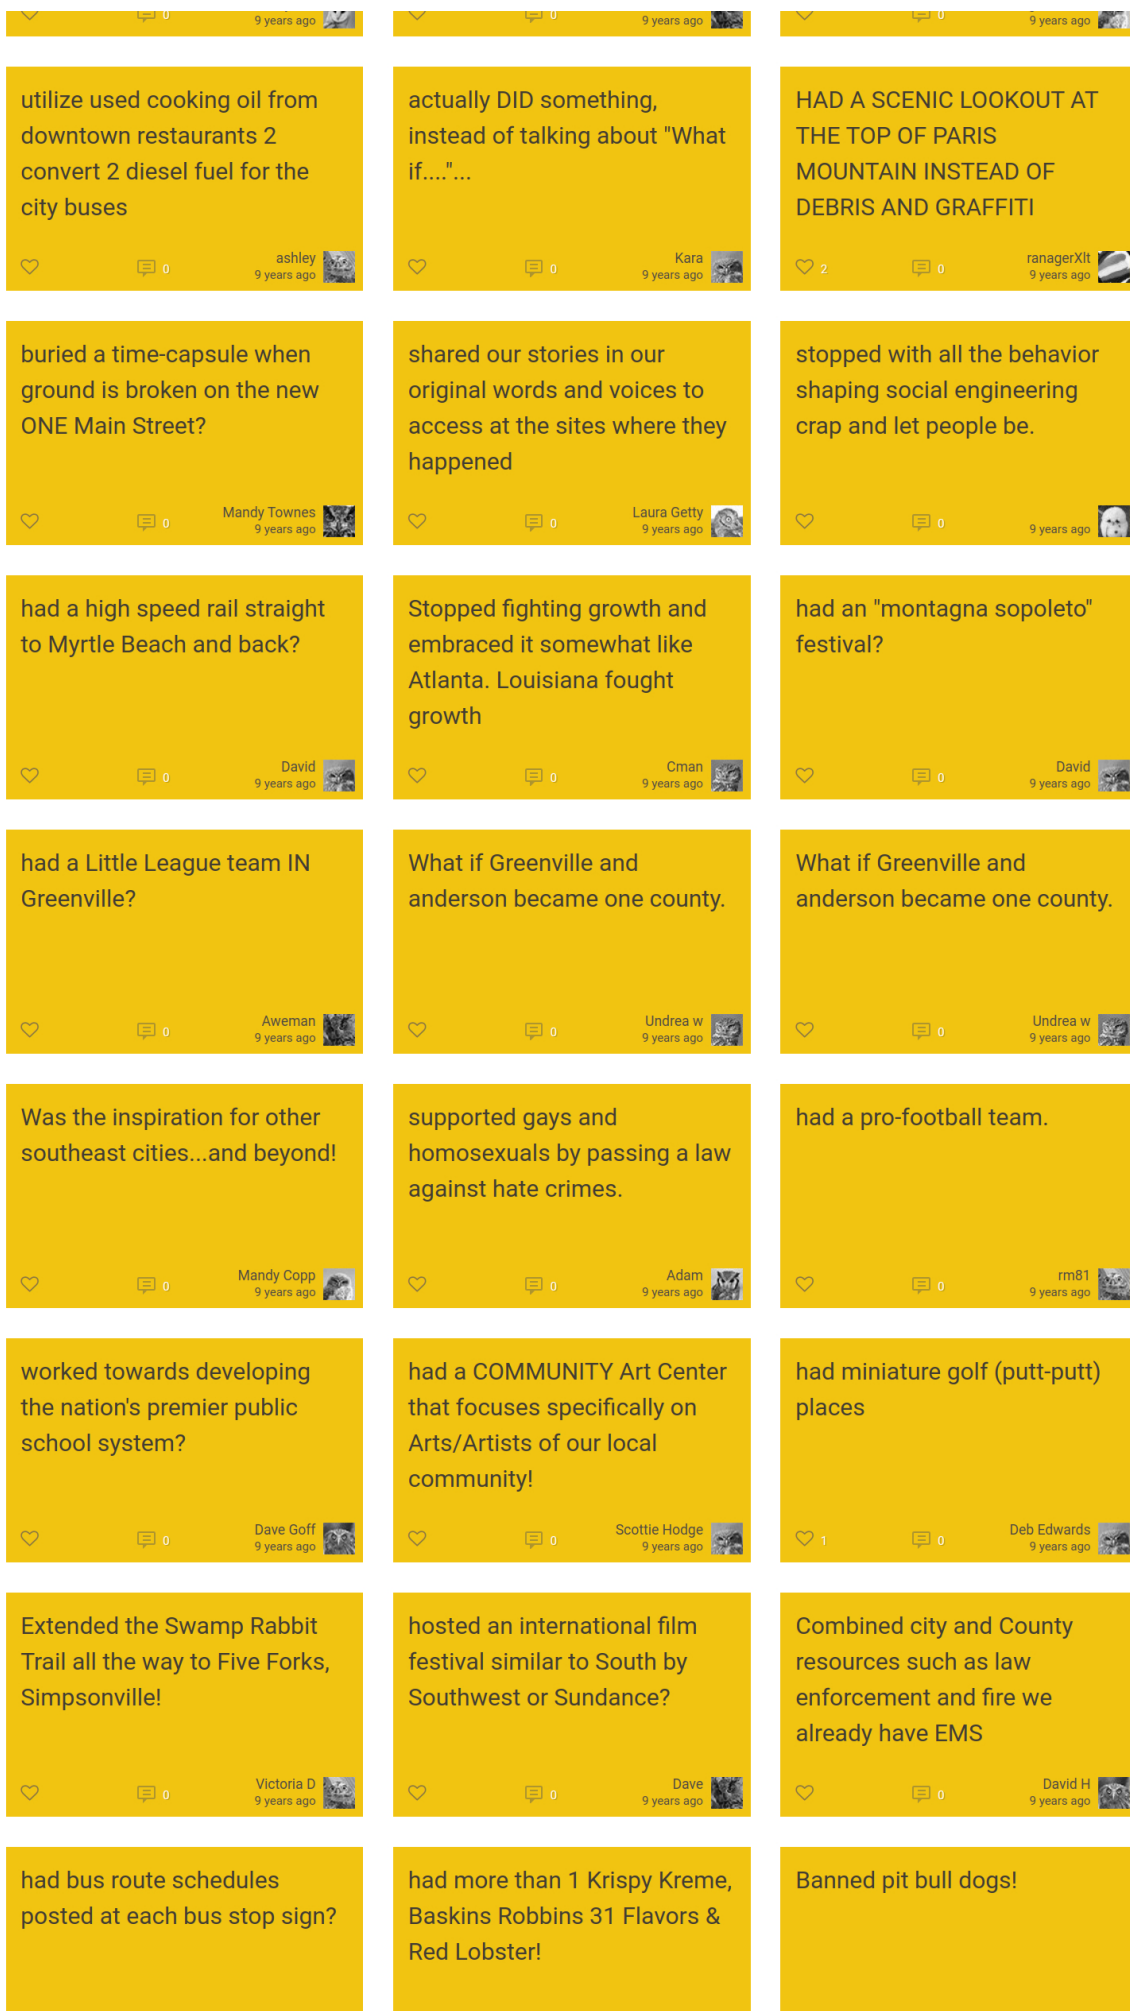 0
9 years ago
0
9 years ago
0
9 years ago
utilize used cooking oil from
downtown restaurants 2
convert 2 diesel fuel for the
city buses
0
ashley
9 years ago
actually DID something,
instead of talking about "What
if...."...
0
Kara
9 years ago
HAD A SCENIC LOOKOUT AT
THE TOP OF PARIS
MOUNTAIN INSTEAD OF
DEBRIS AND GRAFFITI
2
0
ranagerXlt
9 years ago
buried a time-capsule when
ground is broken on the new
ONE Main Street?
0
Mandy Townes
9 years ago
shared our stories in our
original words and voices to
access at the sites where they
happened
0
Laura Getty
9 years ago
stopped with all the behavior
shaping social engineering
crap and let people be.
0
9 years ago
had a high speed rail straight
to Myrtle Beach and back?
0
David
9 years ago
Stopped fighting growth and
embraced it somewhat like
Atlanta. Louisiana fought
growth
0
Cman
9 years ago
had an "montagna sopoleto"
festival?
0
David
9 years ago
had a Little League team IN
Greenville?
0
Aweman
9 years ago
What if Greenville and
anderson became one county.
0
Undrea w
9 years ago
What if Greenville and
anderson became one county.
0
Undrea w
9 years ago
Was the inspiration for other
southeast cities...and beyond!
0
Mandy Copp
9 years ago
supported gays and
homosexuals by passing a law
against hate crimes.
0
Adam
9 years ago
had a pro-football team.
0
rm81
9 years ago
worked towards developing
the nation's premier public
school system?
0
Dave Goff
9 years ago
had a COMMUNITY Art Center
that focuses specifically on
Arts/Artists of our local
community!
0
Scottie Hodge
9 years ago
had miniature golf (putt-putt)
places
1
0
Deb Edwards
9 years ago
Extended the Swamp Rabbit
Trail all the way to Five Forks,
Simpsonville!
0
Victoria D
9 years ago
hosted an international film
festival similar to South by
Southwest or Sundance?
0
Dave
9 years ago
Combined city and County
resources such as law
enforcement and fire we
already have EMS
0
David H
9 years ago
had bus route schedules
posted at each bus stop sign?
had more than 1 Krispy Kreme,
Baskins Robbins 31 Flavors &
Red Lobster!
Banned pit bull dogs!